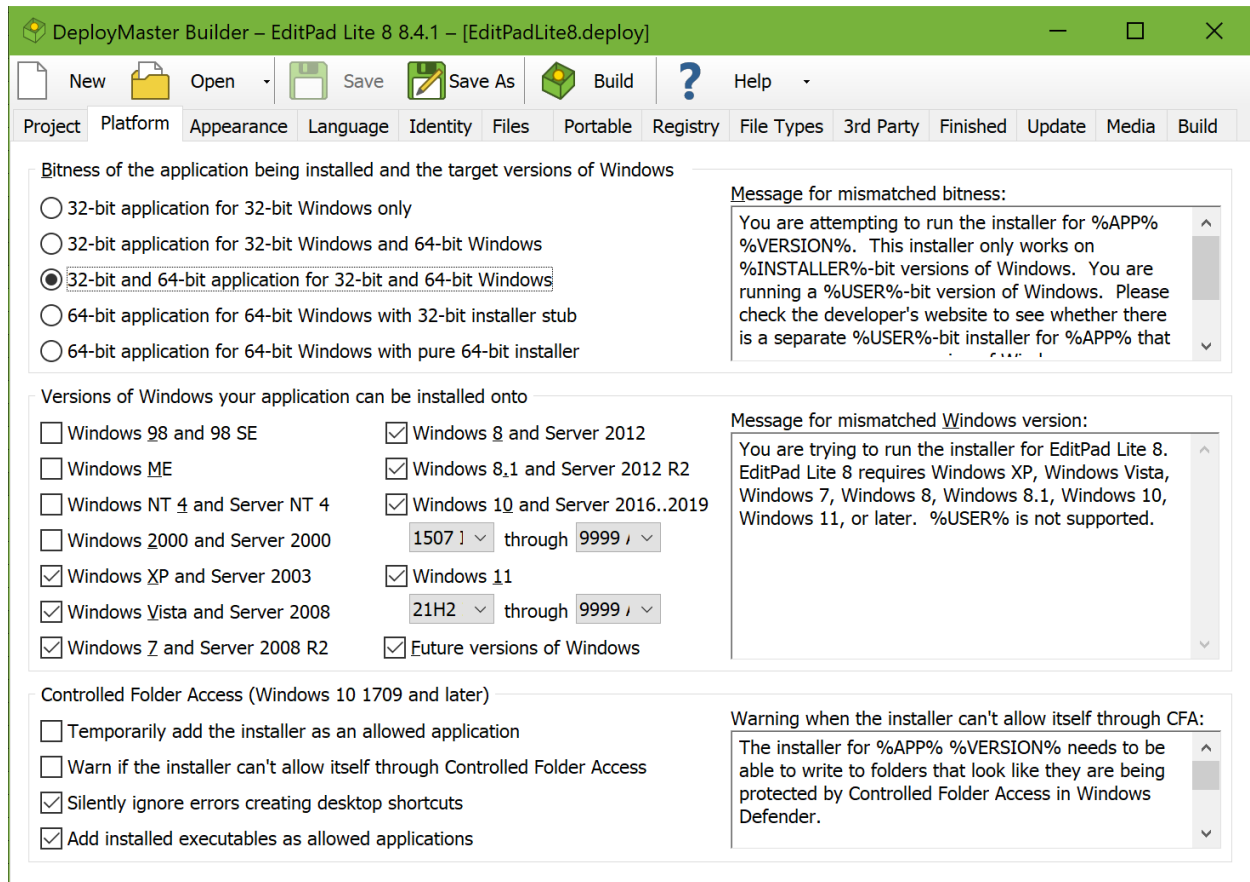 DeployMaster Builder – EditPad Lite 8 8.4.1 – [EditPadLite8.deploy]
New Open Save Save As Build Help
Project Platform Appearance Language Identity Files Portable Registry File Types 3rd Party Finished Update Media Build
Bitness of the application being installed and the target versions of Windows
32-bit application for 32-bit Windows only
32-bit application for 32-bit Windows and 64-bit Windows
32-bit and 64-bit application for 32-bit and 64-bit Windows
64-bit application for 64-bit Windows with 32-bit installer stub
64-bit application for 64-bit Windows with pure 64-bit installer
Message for mismatched bitness:
You are attempting to run the installer for %APP%
%VERSION%. This installer only works on
%INSTALLER%-bit versions of Windows. You are
running a %USER%-bit version of Windows. Please
check the developer's website to see whether there
is a separate %USER%-bit installer for %APP% that
Versions of Windows your application can be installed onto
Windows 98 and 98 SE
Windows ME
Windows NT 4 and Server NT 4
Windows 2000 and Server 2000
Windows XP and Server 2003
Windows Vista and Server 2008
Windows 7 and Server 2008 R2
Windows 8 and Server 2012
Windows 8.1 and Server 2012 R2
Windows 10 and Server 2016..2019
1507 through 9999
Windows 11
21H2 through 9999
Future versions of Windows
Message for mismatched Windows version:
You are trying to run the installer for EditPad Lite 8.
EditPad Lite 8 requires Windows XP, Windows Vista,
Windows 7, Windows 8, Windows 8.1, Windows 10,
Windows 11, or later. %USER% is not supported.
Controlled Folder Access (Windows 10 1709 and later)
Temporarily add the installer as an allowed application
Warn if the installer can't allow itself through Controlled Folder Access
Silently ignore errors creating desktop shortcuts
Add installed executables as allowed applications
Warning when the installer can't allow itself through CFA:
The installer for %APP% %VERSION% needs to be
able to write to folders that look like they are being
protected by Controlled Folder Access in Windows
Defender.